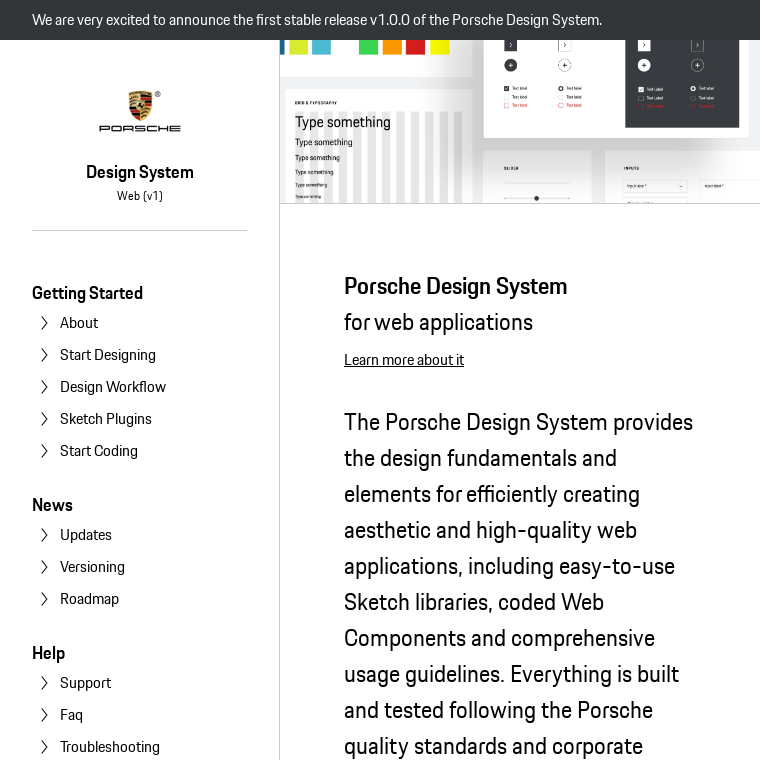 We are very excited to announce the first stable release v1.0.0 of the Porsche Design System.
PORSCHE
Design System
Web (v1)
Getting Started
About
Start Designing
Design Workflow
Sketch Plugins
Start Coding
News
Updates
Versioning
Roadmap
Help
Support
Faq
Troubleshooting
GRID & TYPOGRAPHY
Type something
Type something
Type something
Type something
Type something
Type something
Text label
Text label
Text label
Text label
Text label
Text label
Text label
Text label
Text label
Text label
Text label
Text label
SLIDER
INPUTS
Input label *
Input label *
Porsche Design System
for web applications
Learn more about it
The Porsche Design System provides
the design fundamentals and
elements for efficiently creating
aesthetic and high-quality web
applications, including easy-to-use
Sketch libraries, coded Web
Components and comprehensive
usage guidelines. Everything is built
and tested following the Porsche
quality standards and corporate